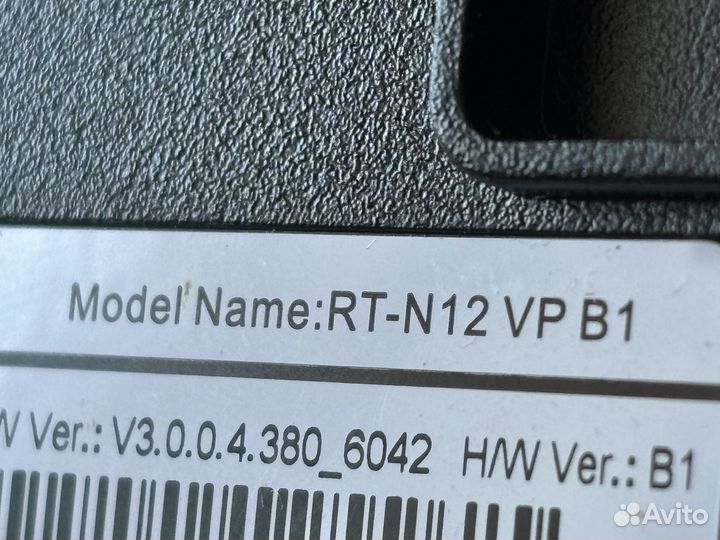 Model Name:RT-N12 VP B1
Ver.: V3.0.0.4.380_6042 H/W Ver.: B1
Avito